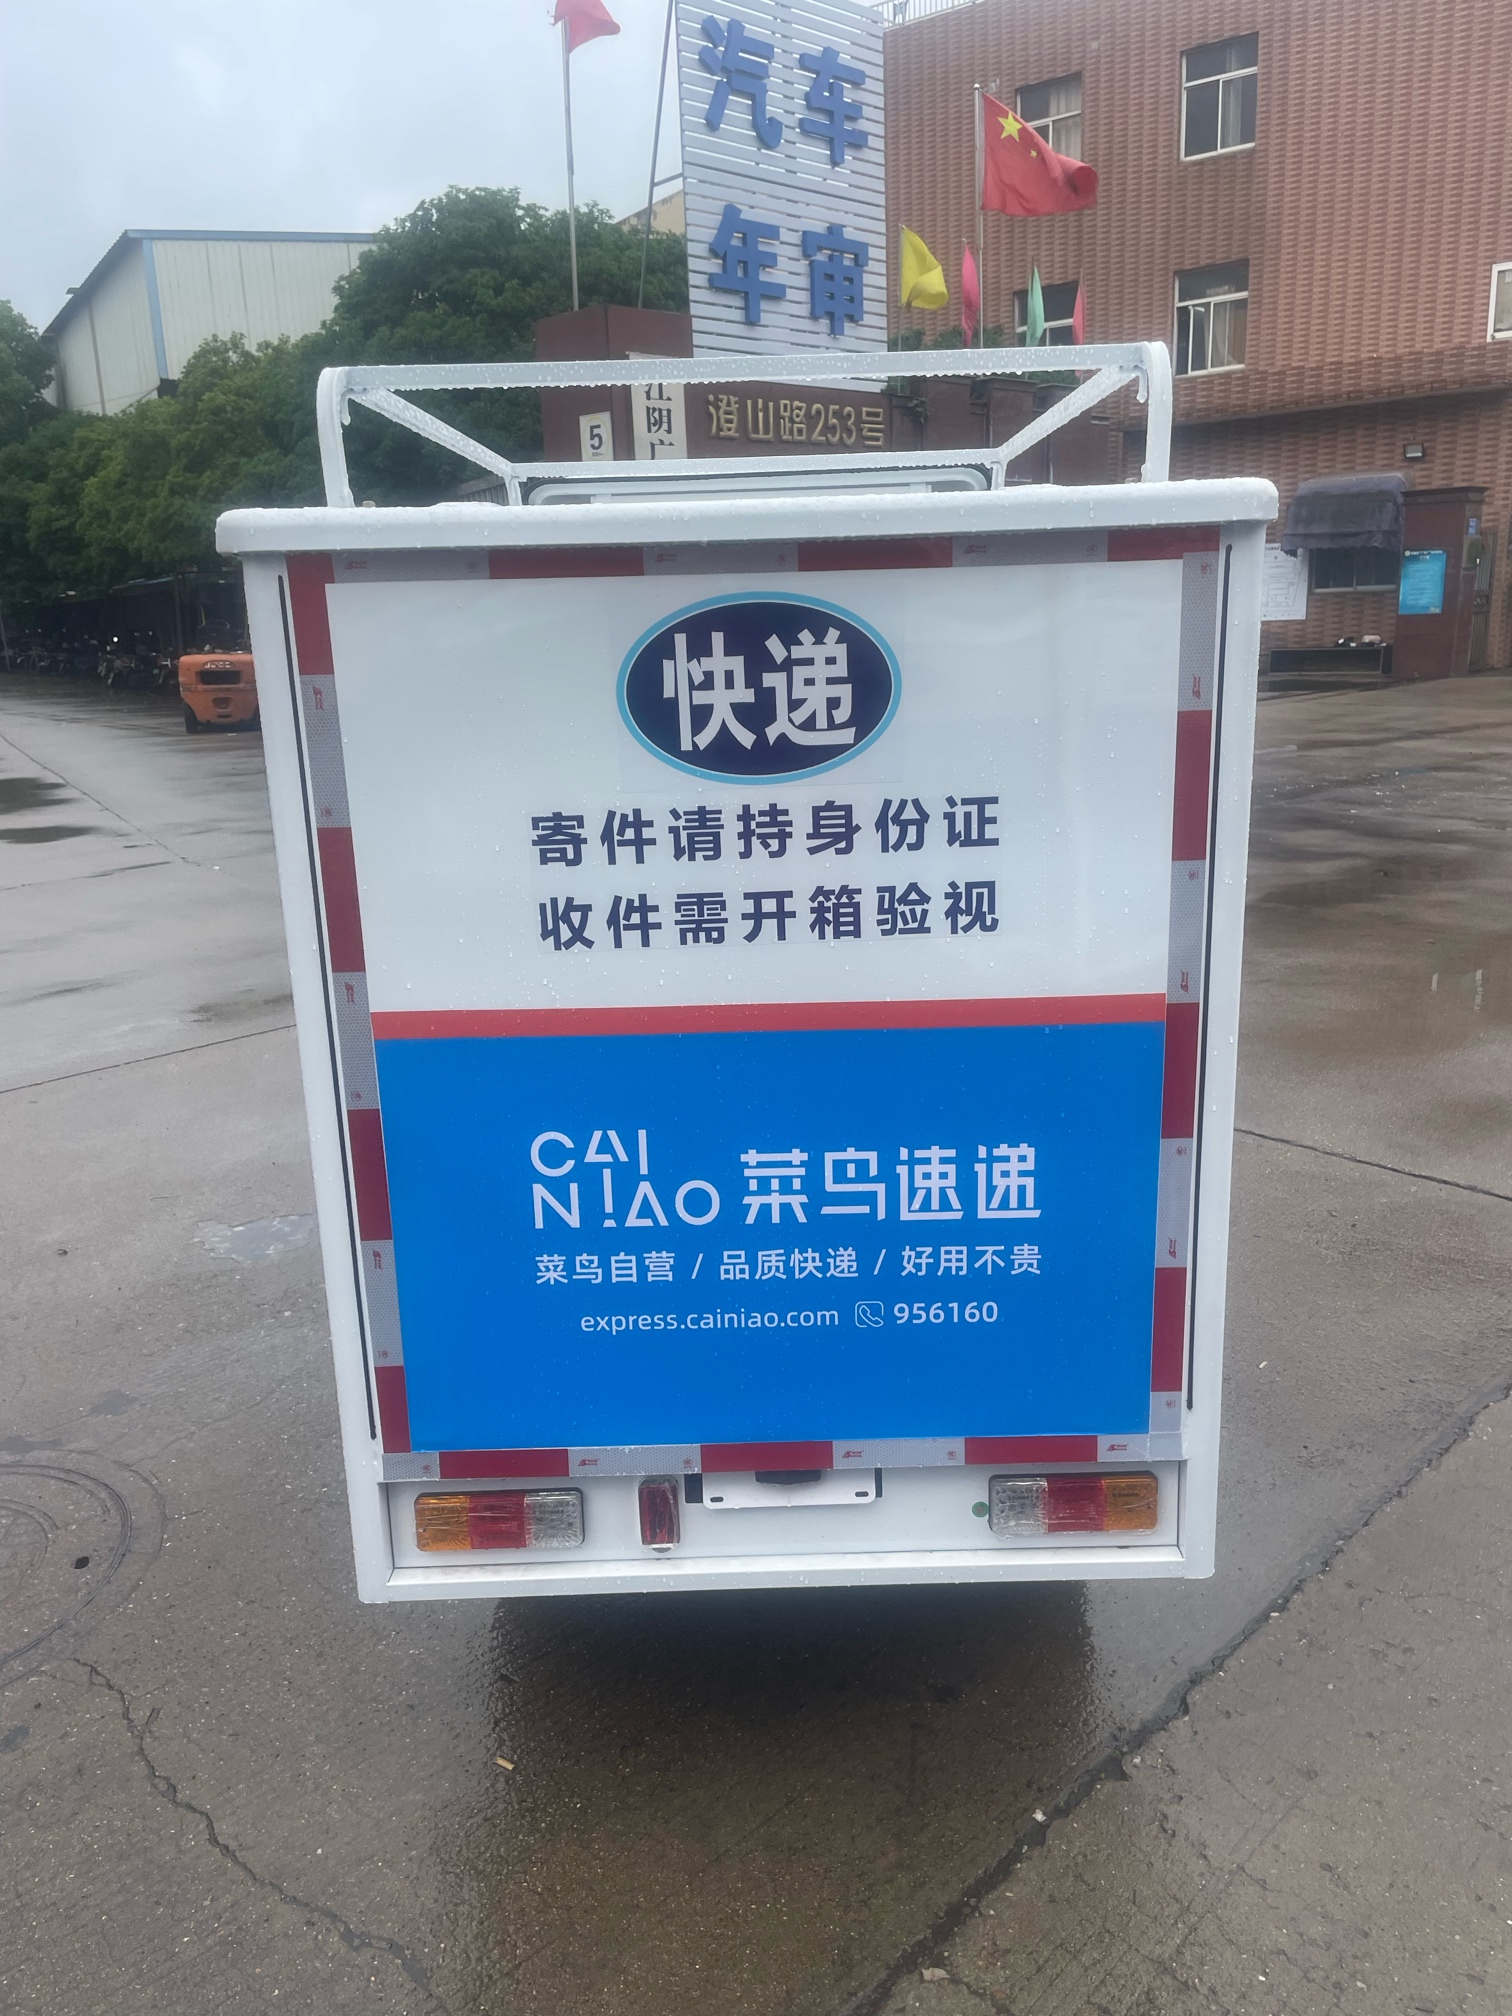 汽车
年审
江阴
澄山路253号
5
快递
寄件请持身份证
收件需开箱验视
CAI
NIAO 菜鸟速递
菜鸟自营 / 品质快递 / 好用不贵
express.cainiao.com 956160